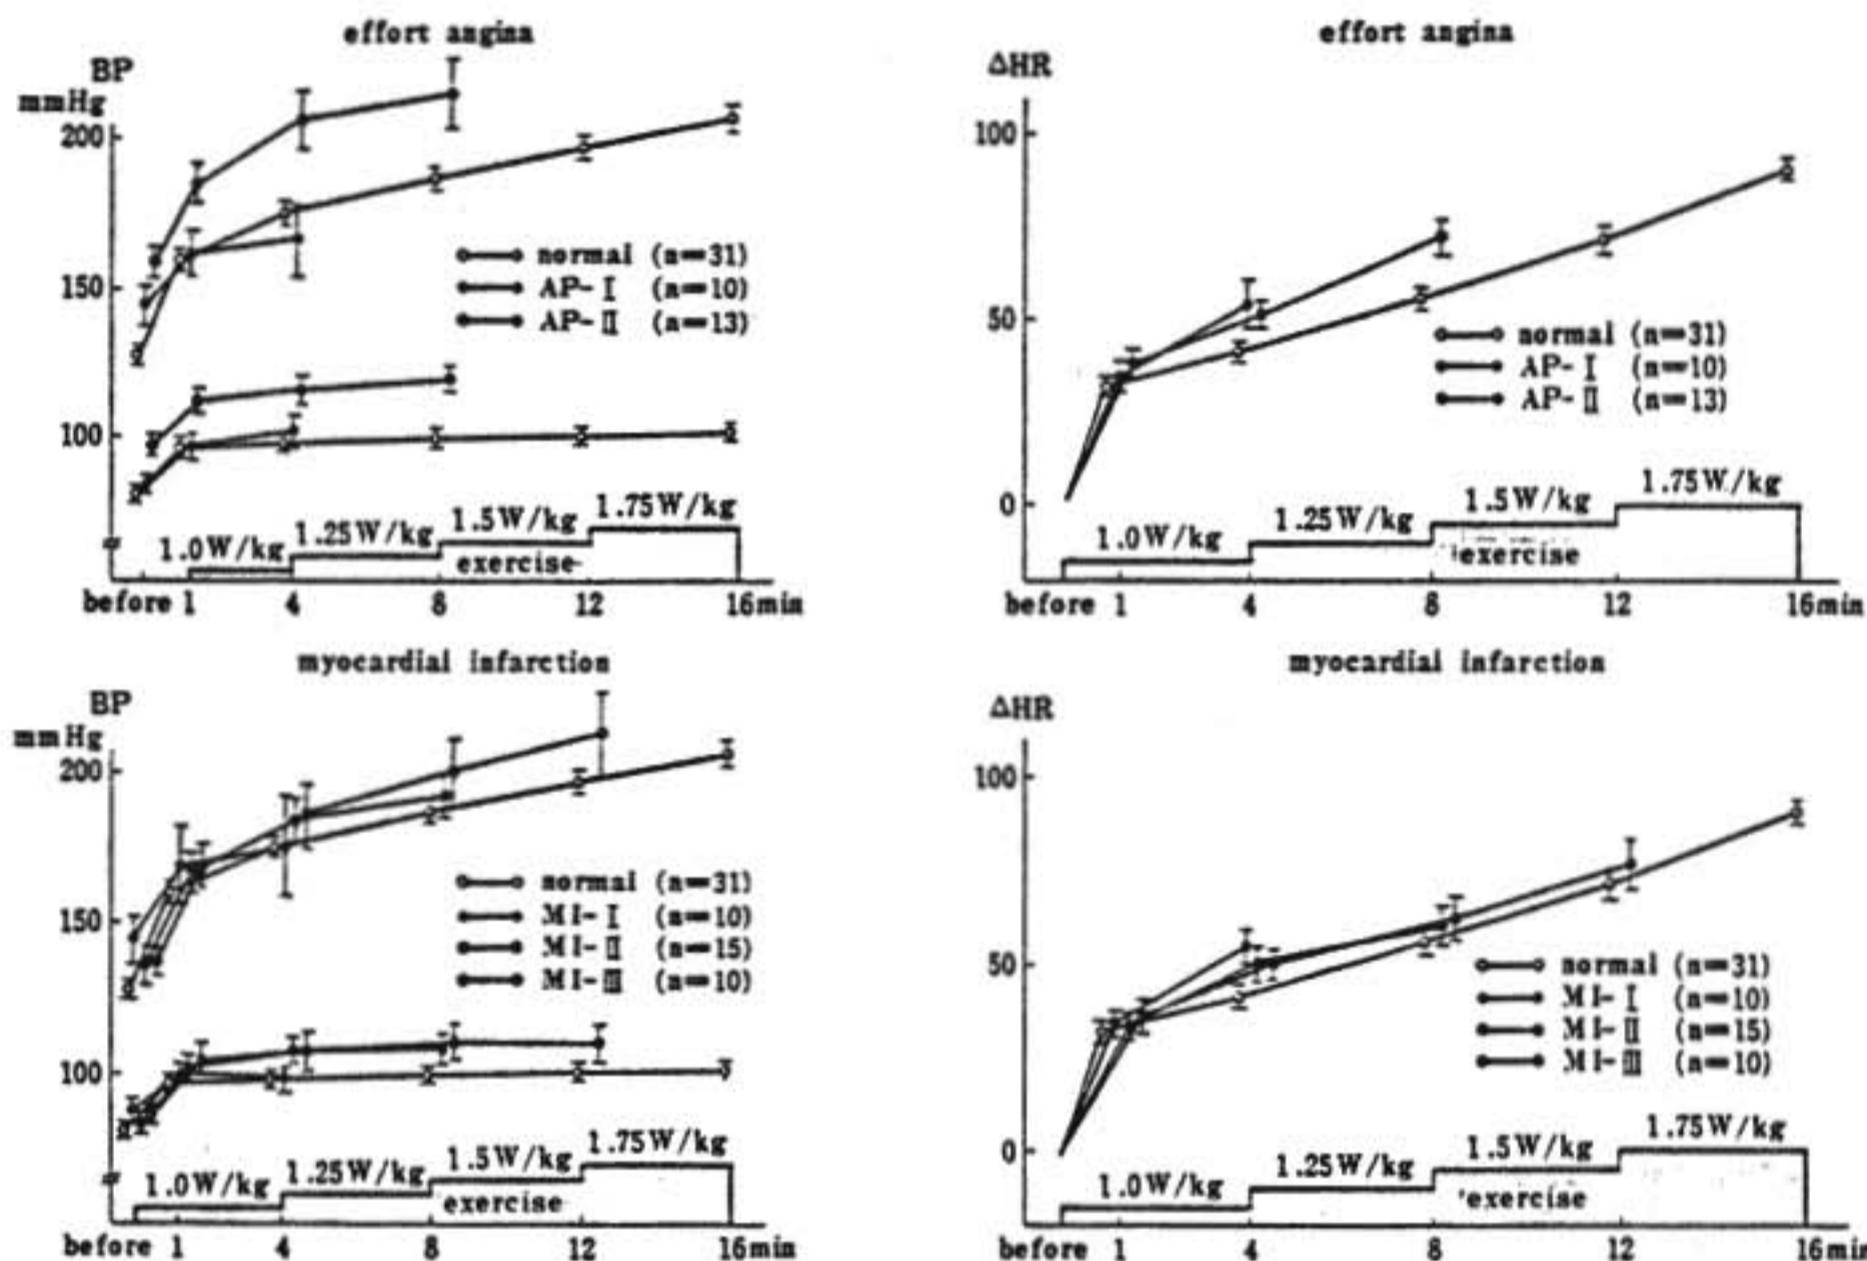 effort angina
BP
mmHg
200
150
100
normal (n=31)
AP-I (n=10)
AP-II (n=13)
1.0W/kg
1.25W/kg
1.5W/kg
1.75W/kg
exercise
before 1 4 8 12 16min
effort angina
ΔHR
100
50
0
normal (n=31)
AP-I (n=10)
AP-II (n=13)
1.0W/kg
1.25W/kg
1.5W/kg
1.75W/kg
exercise
before 1 4 8 12 16min
myocardial infarction
BP
mmHg
200
150
100
normal (n=31)
MI-I (n=10)
MI-II (n=15)
MI-III (n=10)
1.0W/kg
1.25W/kg
1.5W/kg
1.75W/kg
exercise
before 1 4 8 12 16min
myocardial infarction
ΔHR
100
50
0
normal (n=31)
MI-I (n=10)
MI-II (n=15)
MI-III (n=10)
1.0W/kg
1.25W/kg
1.5W/kg
1.75W/kg
exercise
before 1 4 8 12 16min